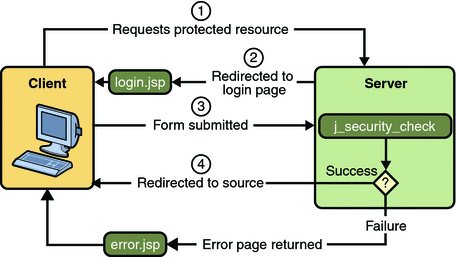 1
Requests protected resource
2
Client
login.jsp
Redirected to
login page
Server
3
Form submitted
j_security_check
4
Redirected to source
Success
?
Failure
error.jsp
Error page returned